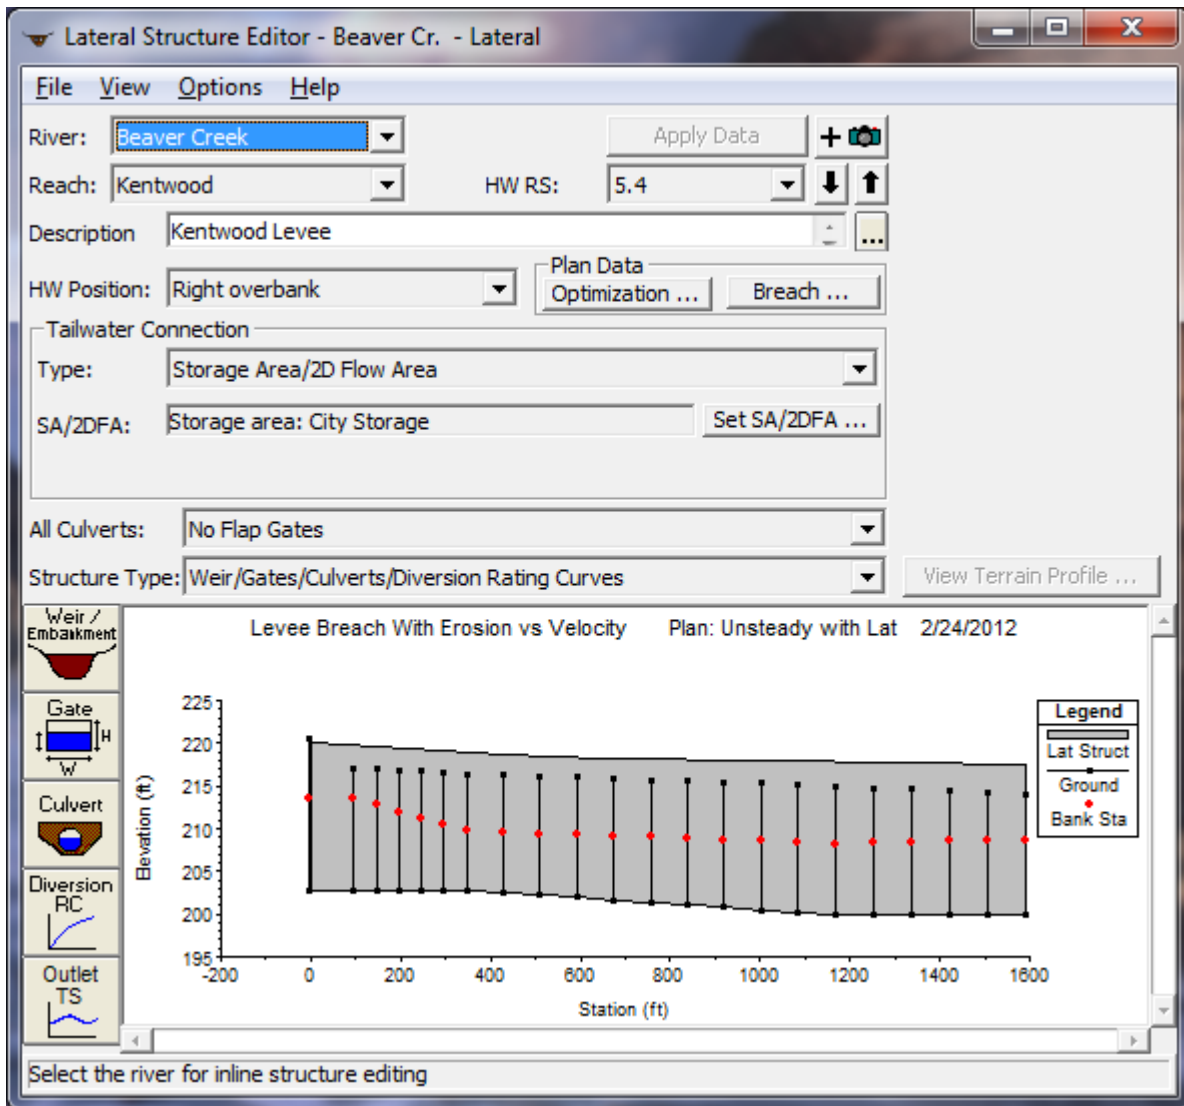 Lateral Structure Editor - Beaver Cr. - Lateral
File View Options Help
River: Beaver Creek Apply Data
Reach: Kentwood HW RS: 5.4
Description Kentwood Levee ...
HW Position: Right overbank
Plan Data
Optimization ... Breach ...
Tailwater Connection
Type: Storage Area/2D Flow Area
SA/2DFA: Storage area: City Storage Set SA/2DFA ...
All Culverts: No Flap Gates
Structure Type: Weir/Gates/Culverts/Diversion Rating Curves View Terrain Profile ...
Weir /
Embankment
Gate
H
W
Culvert
Diversion
RC
Outlet
TS
Levee Breach With Erosion vs Velocity Plan: Unsteady with Lat 2/24/2012
225
220
215
210
205
200
195
Elevation (ft)
-200 0 200 400 600 800 1000 1200 1400 1600
Station (ft)
Legend
Lat Struct
Ground
Bank Sta
Select the river for inline structure editing